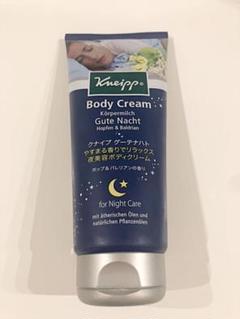 Kneipp
Body Cream
Körpermilch
Gute Nacht
Hopfen & Baldrian
クナイプ グーテナハト
やすまる香りでリラックス
夜美容ボディクリーム
ホップ&バレリアンの香り
for Night Care
mit ätherischen Ölen und
natürlichen Pflanzenölen